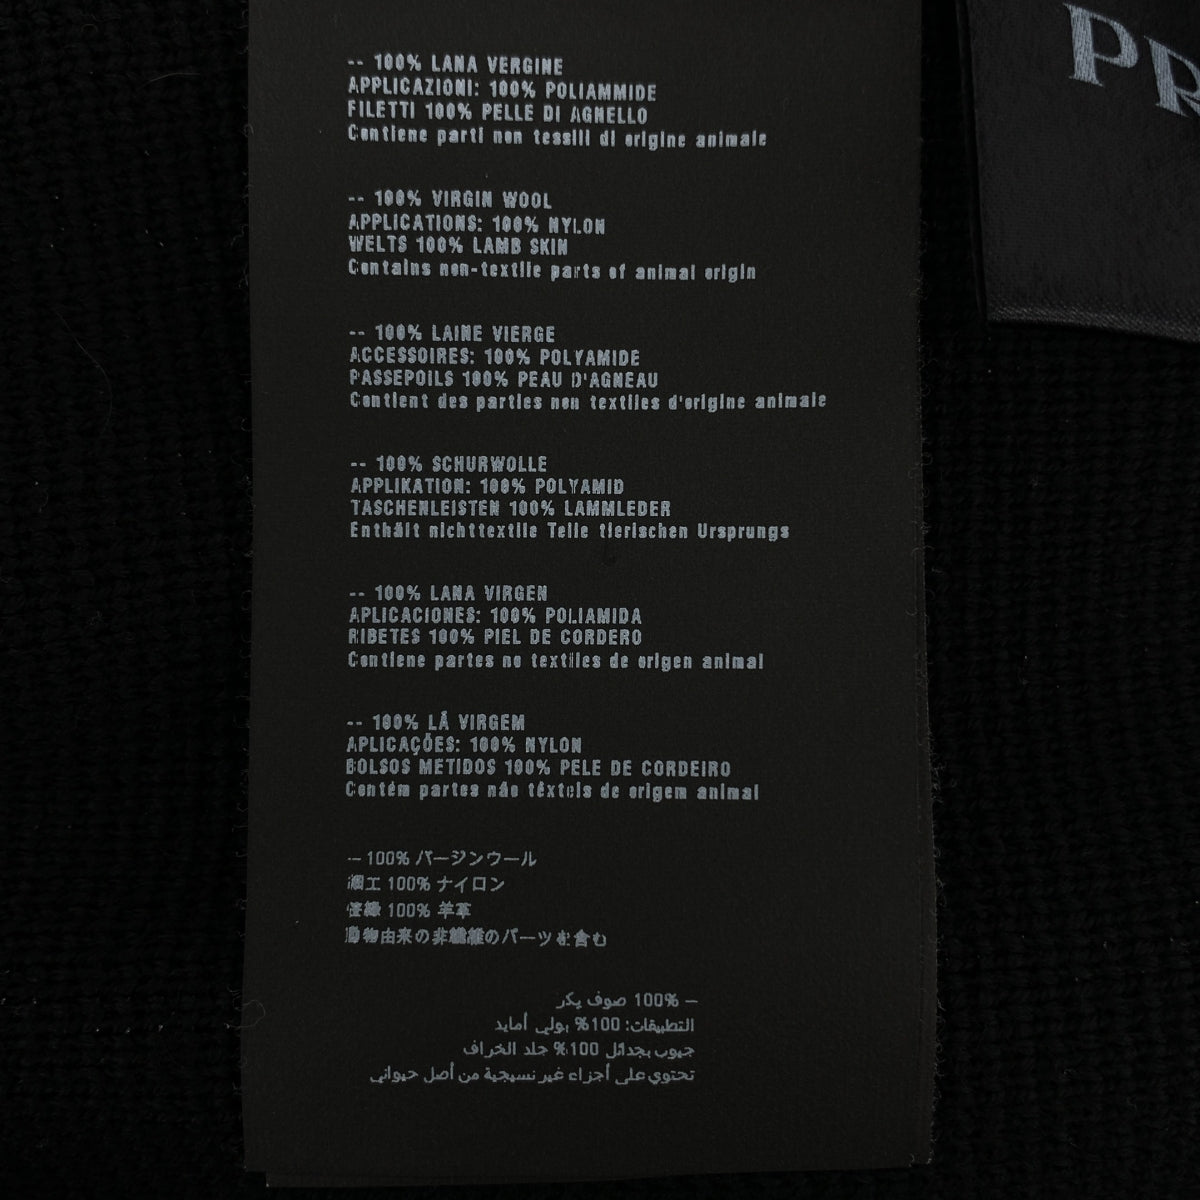 PR
-- 100% LANA VERGINE
APPLICAZIONI: 100% POLIAMMIDE
FILETTI 100% PELLE DI AGNELLO
Contiene parti non tessili di origine animale
-- 100% VIRGIN WOOL
APPLICATIONS: 100% NYLON
WELTS 100% LAMB SKIN
Contains non-textile parts of animal origin
-- 100% LAINE VIERGE
ACCESSOIRES: 100% POLYAMIDE
PASSEPOILS 100% PEAU D'AGNEAU
Contient des parties non textiles d'origine animale
-- 100% SCHURWOLLE
APPLIKATION: 100% POLYAMID
TASCHENLEISTEN 100% LAMMLEDER
Enthält nichttextile Teile tierischen Ursprungs
-- 100% LANA VIRGEN
APLICACIONES: 100% POLIAMIDA
RIBETES 100% PIEL DE CORDERO
Contiene partes no textiles de origen animal
-- 100% LÃ VIRGEM
APLICAÇÕES: 100% NYLON
BOLSOS METIDOS 100% PELE DE CORDEIRO
Contém partes não têxteis de origem animal
-- 100% バージンウール
100% ナイロン
100% 羊革
動物由来の非繊維のパーツを含む
– 100% صوف بكر
التطبيقات: 100% بولي أمايد
جيوب بجدائل 100% جلد الخراف
تحتوي على أجزاء غير نسيجية من أصل حيواني